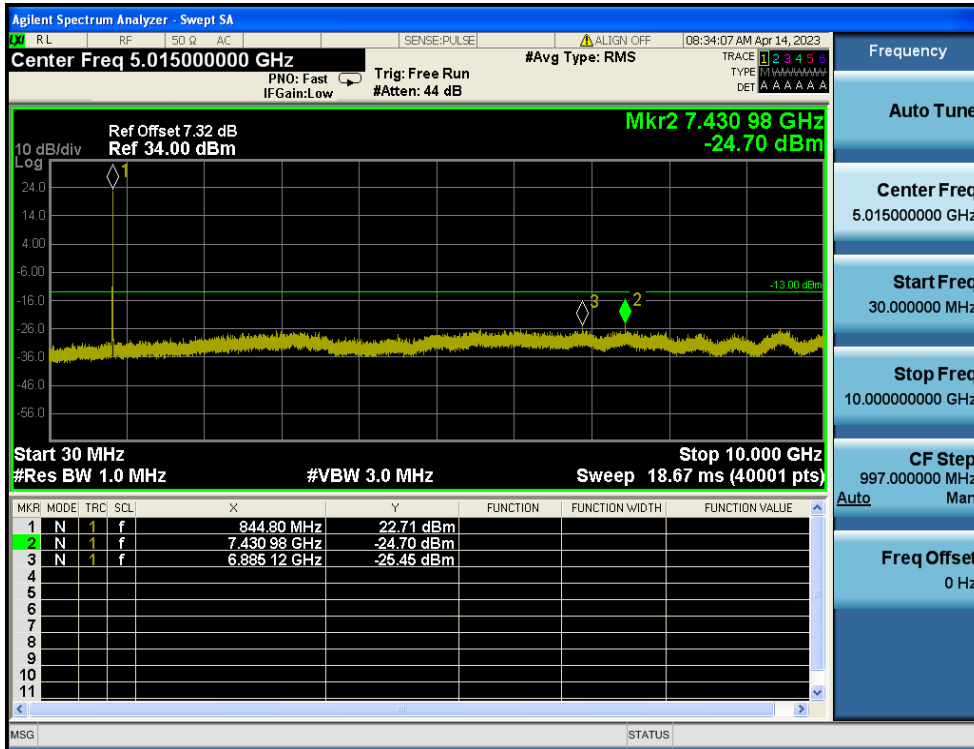 Agilent Spectrum Analyzer - Swept SA
LXI RL RF 50 Ω AC SENSE:PULSE ALIGN OFF 08:34:07 AM Apr 14, 2023
Center Freq 5.015000000 GHz
PNO: Fast
IFGain:Low
Trig: Free Run
#Atten: 44 dB
#Avg Type: RMS
TRACE 1 2 3 4 5 6
TYPE M WWWWW
DET A A A A A A
Mkr2 7.430 98 GHz
-24.70 dBm
Ref Offset 7.32 dB
10 dB/div Ref 34.00 dBm
Log
1
24.0
14.0
4.00
-6.00
-13.00 dBm
-16.0
3 2
-26.0
-36.0
-46.0
-56.0
Start 30 MHz Stop 10.000 GHz
#Res BW 1.0 MHz #VBW 3.0 MHz Sweep 18.67 ms (40001 pts)
MKR MODE TRC SCL X Y FUNCTION FUNCTION WIDTH FUNCTION VALUE
1 N 1 f 844.80 MHz 22.71 dBm
2 N 1 f 7.430 98 GHz -24.70 dBm
3 N 1 f 6.885 12 GHz -25.45 dBm
4
5
6
7
8
9
10
11
MSG STATUS
Frequency
Auto Tune
Center Freq
5.015000000 GHz
Start Freq
30.000000 MHz
Stop Freq
10.000000000 GHz
CF Step
997.000000 MHz
Auto Man
Freq Offset
0 Hz